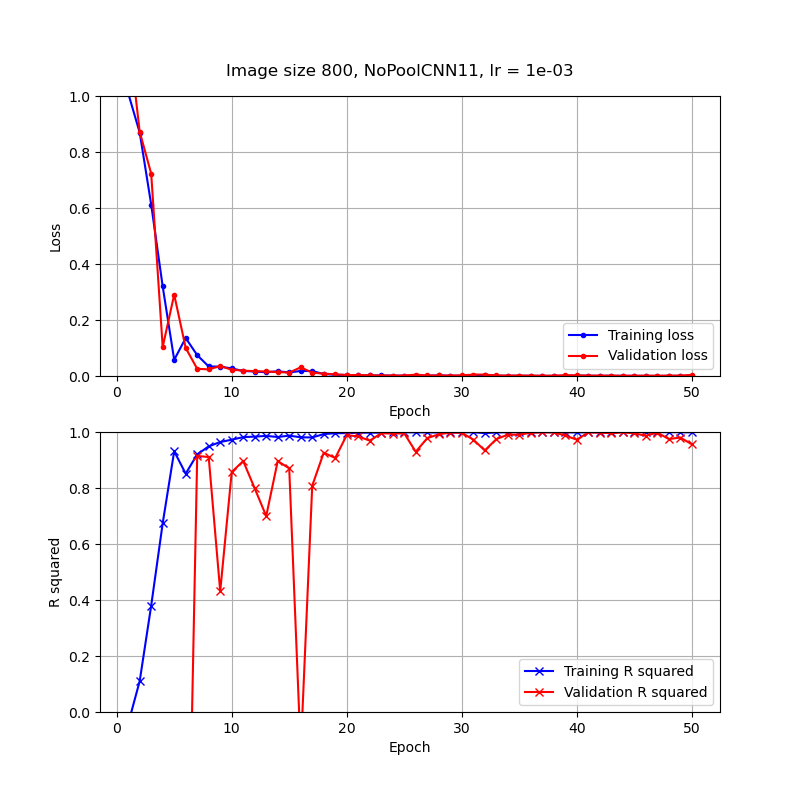 Image size 800, NoPoolCNN11, lr = 1e-03
1.0
0.8
0.6
0.4
0.2
0.0
Loss
0 10 20 30 40 50
Epoch
Training loss
Validation loss
1.0
0.8
0.6
0.4
0.2
0.0
R squared
0 10 20 30 40 50
Epoch
Training R squared
Validation R squared